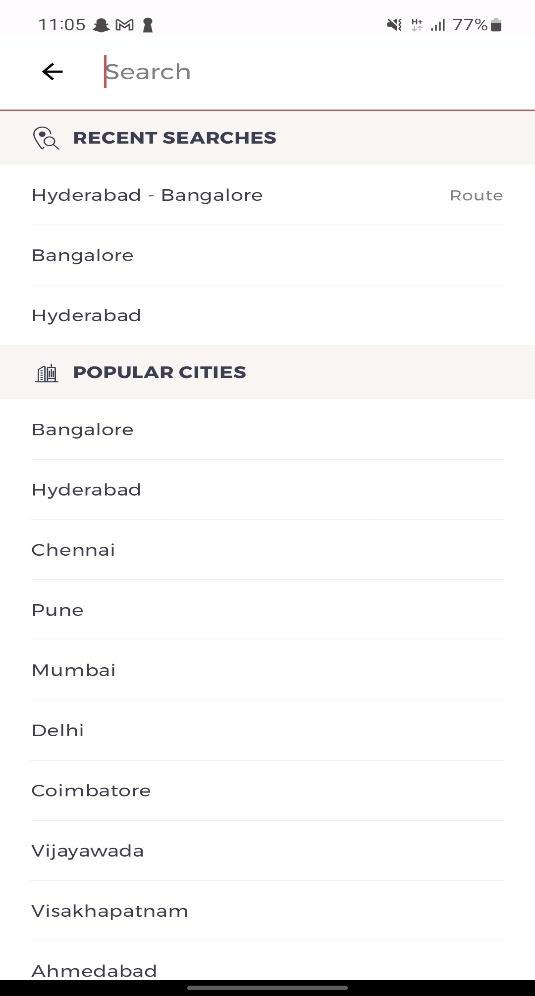 11:05 H+ 77%
Search
RECENT SEARCHES
Hyderabad - Bangalore Route
Bangalore
Hyderabad
POPULAR CITIES
Bangalore
Hyderabad
Chennai
Pune
Mumbai
Delhi
Coimbatore
Vijayawada
Visakhapatnam
Ahmedabad